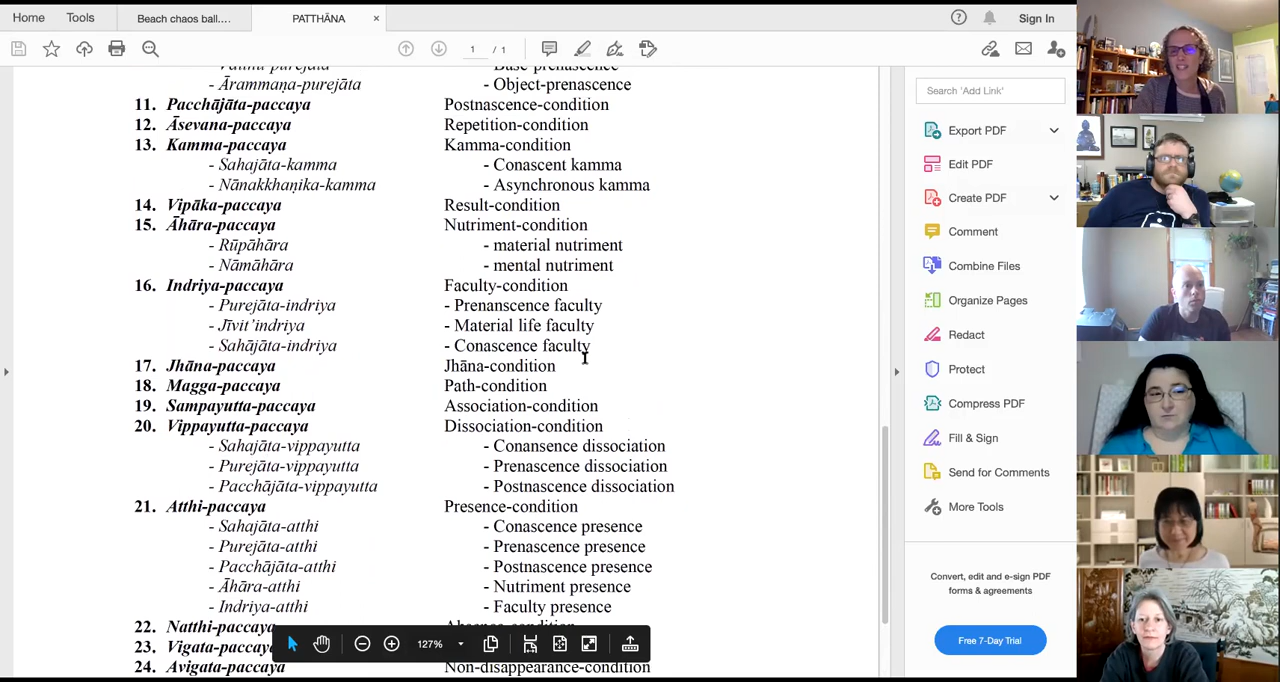 Home Tools Beach chaos ball.... PATTHĀNA × Sign In
1 / 1
- Ārammaṇa-purejāta - Object-prenascence
11. Pacchājāta-paccaya Postnascence-condition
12. Āsevana-paccaya Repetition-condition
13. Kamma-paccaya Kamma-condition
- Sahajāta-kamma - Conascent kamma
- Nānakkhaṇika-kamma - Asynchronous kamma
14. Vipāka-paccaya Result-condition
15. Āhāra-paccaya Nutriment-condition
- Rūpāhāra - material nutriment
- Nāmāhāra - mental nutriment
16. Indriya-paccaya Faculty-condition
- Purejāta-indriya - Prenanscence faculty
- Jīvit'indriya - Material life faculty
- Sahājāta-indriya - Conascence faculty
17. Jhāna-paccaya Jhāna-condition
18. Magga-paccaya Path-condition
19. Sampayutta-paccaya Association-condition
20. Vippayutta-paccaya Dissociation-condition
- Sahajāta-vippayutta - Conansence dissociation
- Purejāta-vippayutta - Prenascence dissociation
- Pacchājāta-vippayutta - Postnascence dissociation
21. Atthi-paccaya Presence-condition
- Sahajāta-atthi - Conascence presence
- Purejāta-atthi - Prenascence presence
- Pacchājāta-atthi - Postnascence presence
- Āhāra-atthi - Nutriment presence
- Indriya-atthi - Faculty presence
22. Natthi-paccaya
23. Vigata-pacca
24. Avigata-pacca Non-disappearance-condition
127%
Search 'Add Link'
Export PDF
Edit PDF
Create PDF
Comment
Combine Files
Organize Pages
Redact
Protect
Compress PDF
Fill & Sign
Send for Comments
More Tools
Convert, edit and e-sign PDF
forms & agreements
Free 7-Day Trial